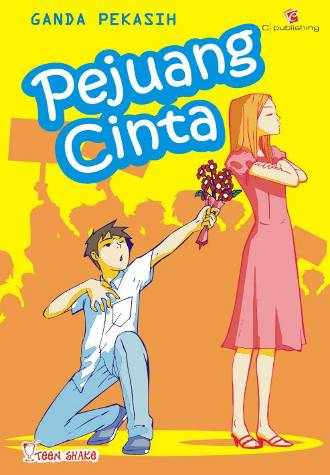 GANDA PEKASIH
C publishing
Pejuang
Cinta
TEEN SHAKE